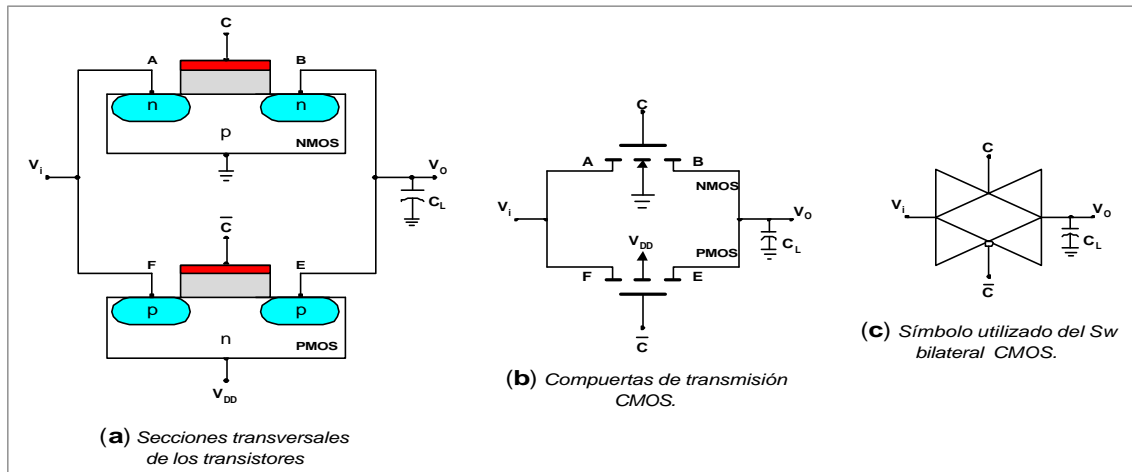 C
A
B
n
n
p
NMOS
Vi
VO
CL
C̅
F
E
p
p
n
PMOS
VDD
(a) Secciones transversales
de los transistores
C
A
B
NMOS
Vi
VO
VDD
PMOS
CL
F
E
C̅
(b) Compuertas de transmisión
CMOS.
C
Vi
VO
CL
C̅
(c) Símbolo utilizado del Sw
bilateral CMOS.